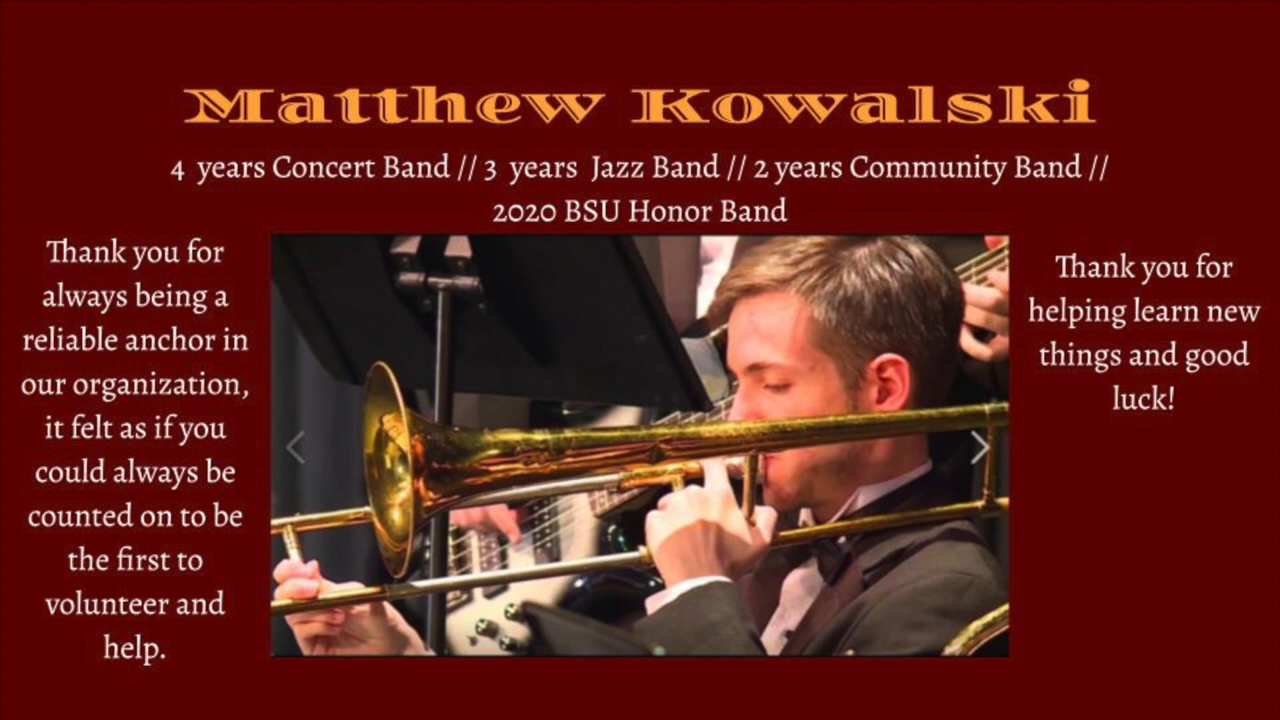 Matthew Kowalski
4 years Concert Band // 3 years Jazz Band // 2 years Community Band //
2020 BSU Honor Band
Thank you for
always being a
reliable anchor in
our organization,
it felt as if you
could always be
counted on to be
the first to
volunteer and
help.
Thank you for
helping learn new
things and good
luck!